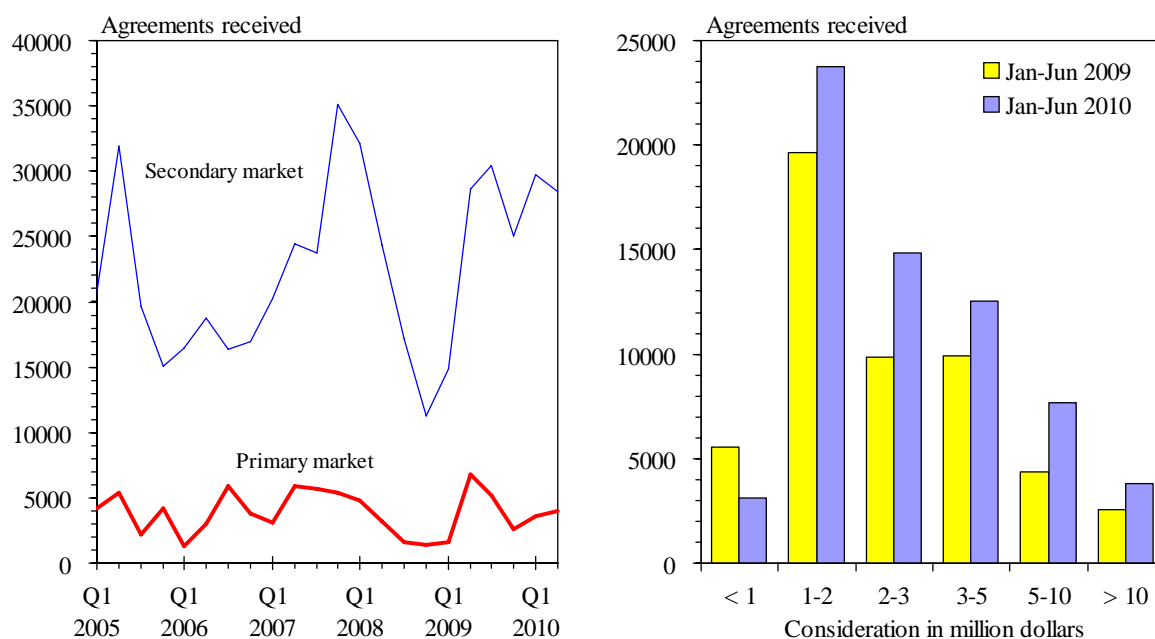 Agreements received
40000
35000
30000
25000
20000
15000
10000
5000
0
Secondary market
Primary market
Q1 Q1 Q1 Q1 Q1 Q1
2005 2006 2007 2008 2009 2010
Agreements received
25000
20000
15000
10000
5000
0
Jan-Jun 2009
Jan-Jun 2010
< 1 1-2 2-3 3-5 5-10 > 10
Consideration in million dollars